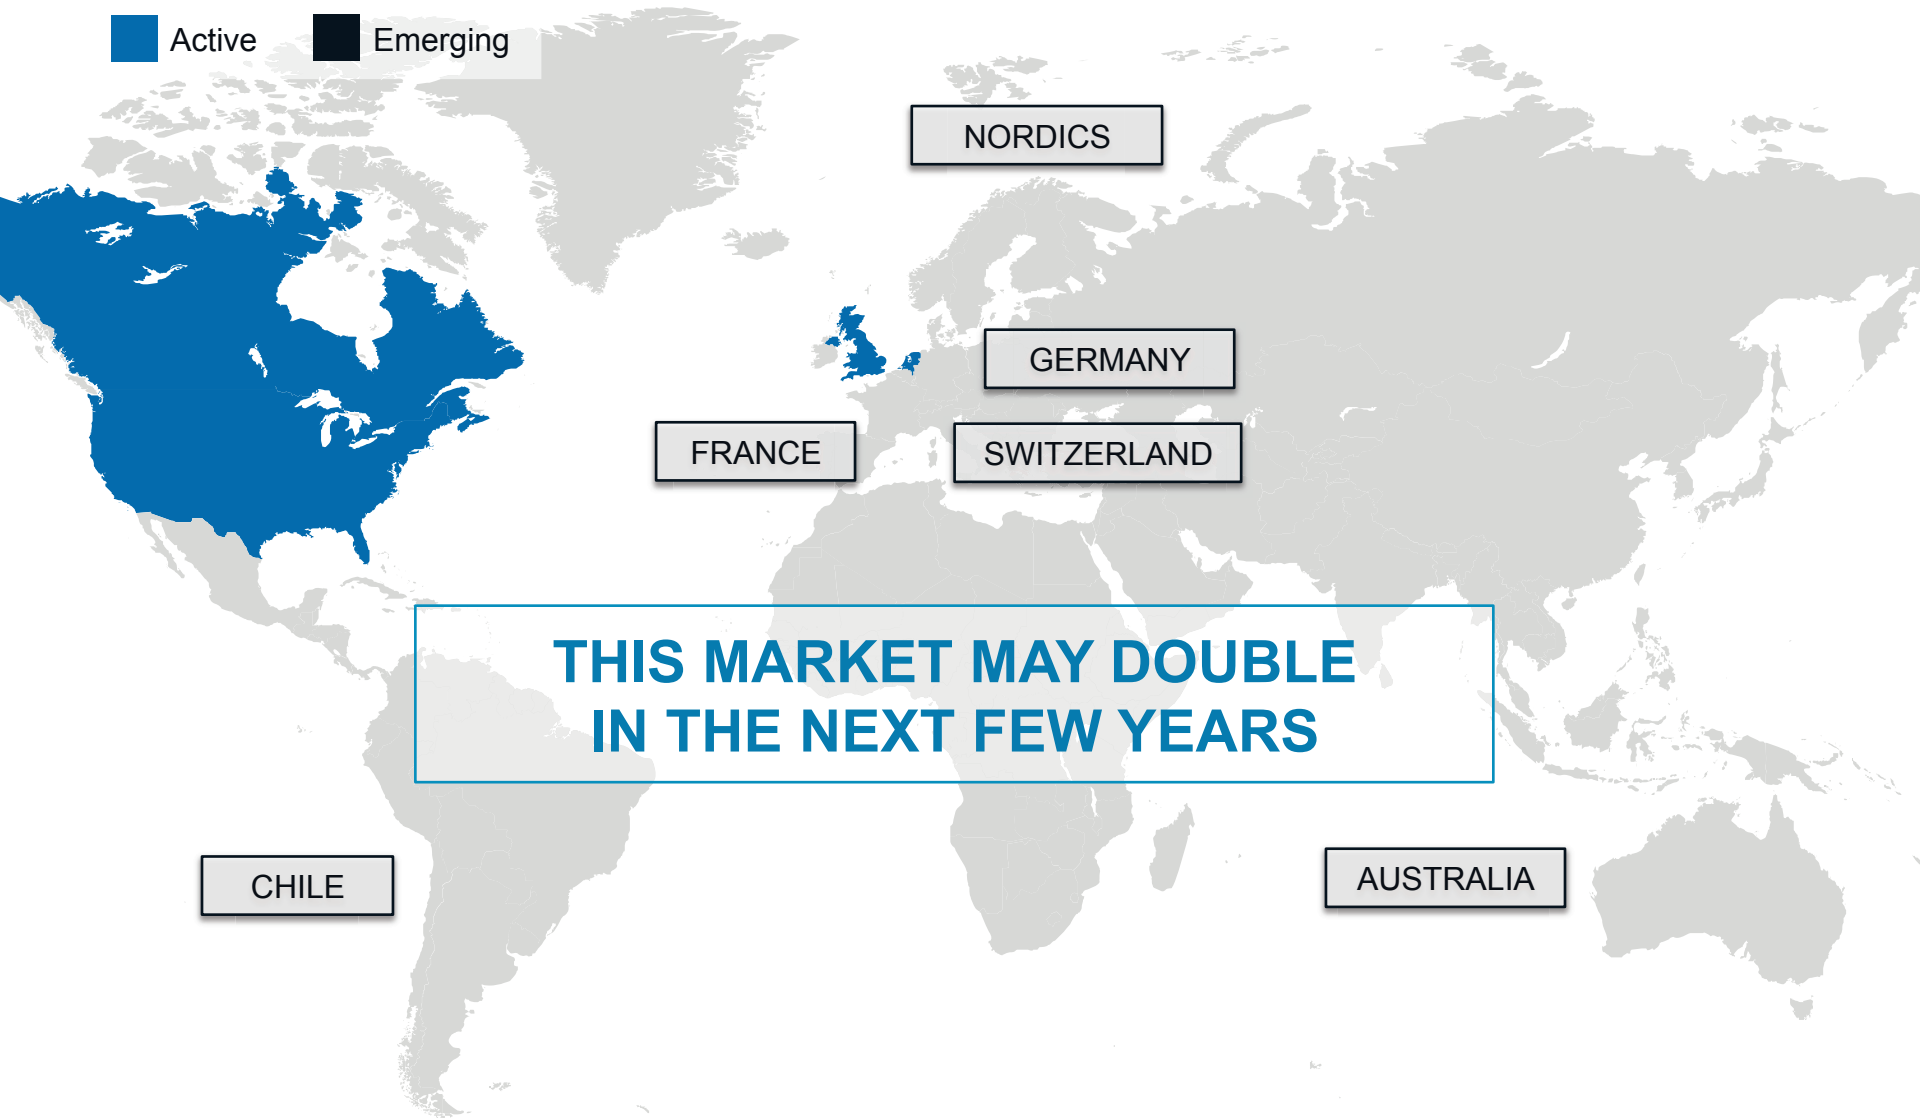 Active
Emerging
NORDICS
GERMANY
FRANCE
SWITZERLAND
THIS MARKET MAY DOUBLE
IN THE NEXT FEW YEARS
CHILE
AUSTRALIA